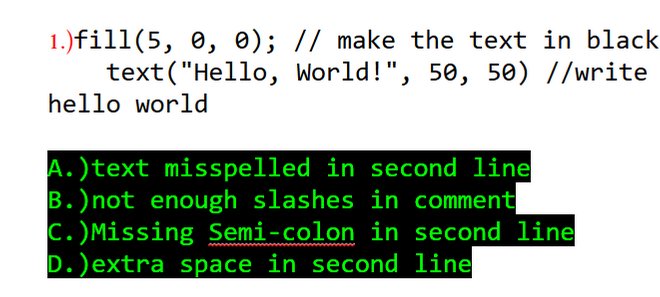 1.)fill(5, 0, 0); // make the text in black
text("Hello, World!", 50, 50) //write
hello world
A.)text misspelled in second line
B.)not enough slashes in comment
C.)Missing Semi-colon in second line
D.)extra space in second line